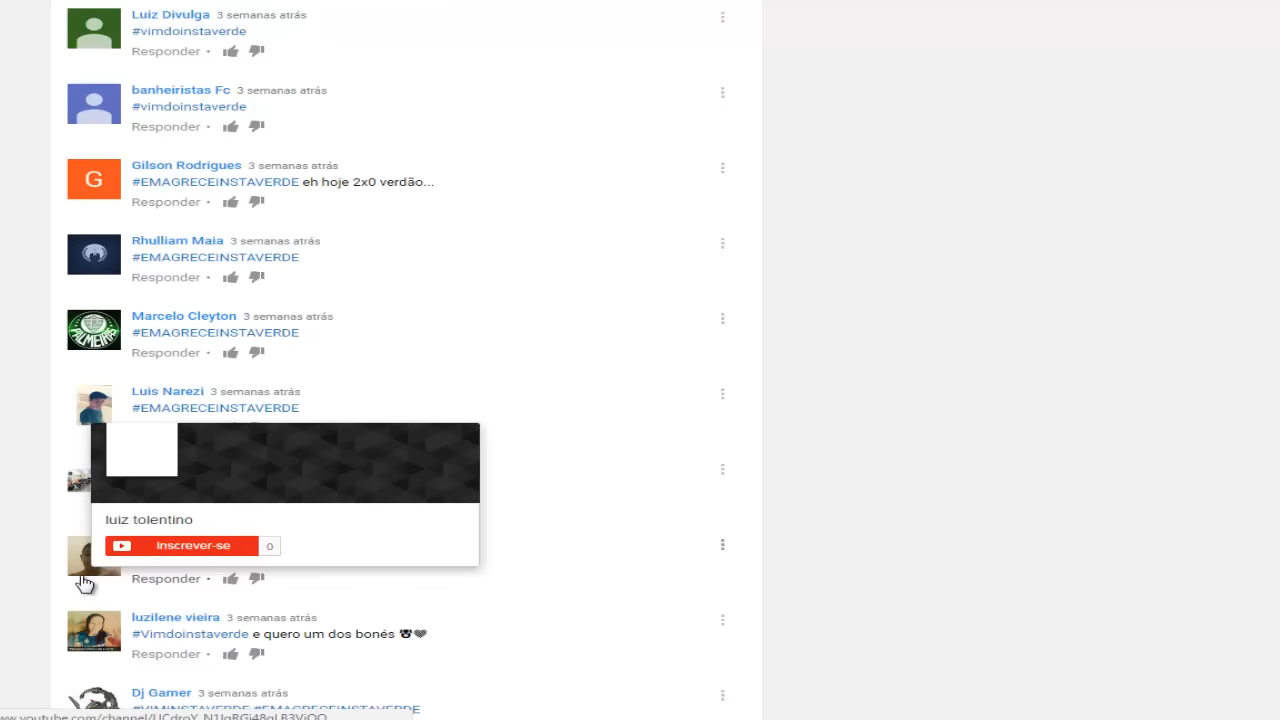 Luiz Divulga 3 semanas atrás
#vimdoinstaverde
Responder •
banheiristas Fc 3 semanas atrás
#vimdoinstaverde
Responder •
G
Gilson Rodrigues 3 semanas atrás
#EMAGRECEINSTAVERDE eh hoje 2x0 verdão...
Responder •
Rhulliam Maia 3 semanas atrás
#EMAGRECEINSTAVERDE
Responder •
PALMEIRAS
Marcelo Cleyton 3 semanas atrás
#EMAGRECEINSTAVERDE
Responder •
Luis Narezi 3 semanas atrás
#EMAGRECEINSTAVERDE
luiz tolentino
Inscrever-se 0
Responder •
luzilene vieira 3 semanas atrás
#Vimdoinstaverde e quero um dos bonés
Responder •
Dj Gamer 3 semanas atrás
#VIMINSTAVERDE #EMAGRECEINSTAVERDE